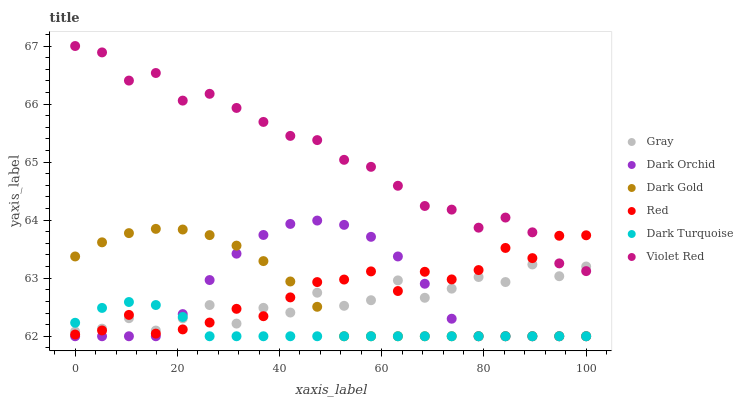 title
67
66
65
64
63
62
yaxis_label
0
20
40
60
80
100
xaxis_label
Gray
Dark Orchid
Dark Gold
Red
Dark Turquoise
Violet Red